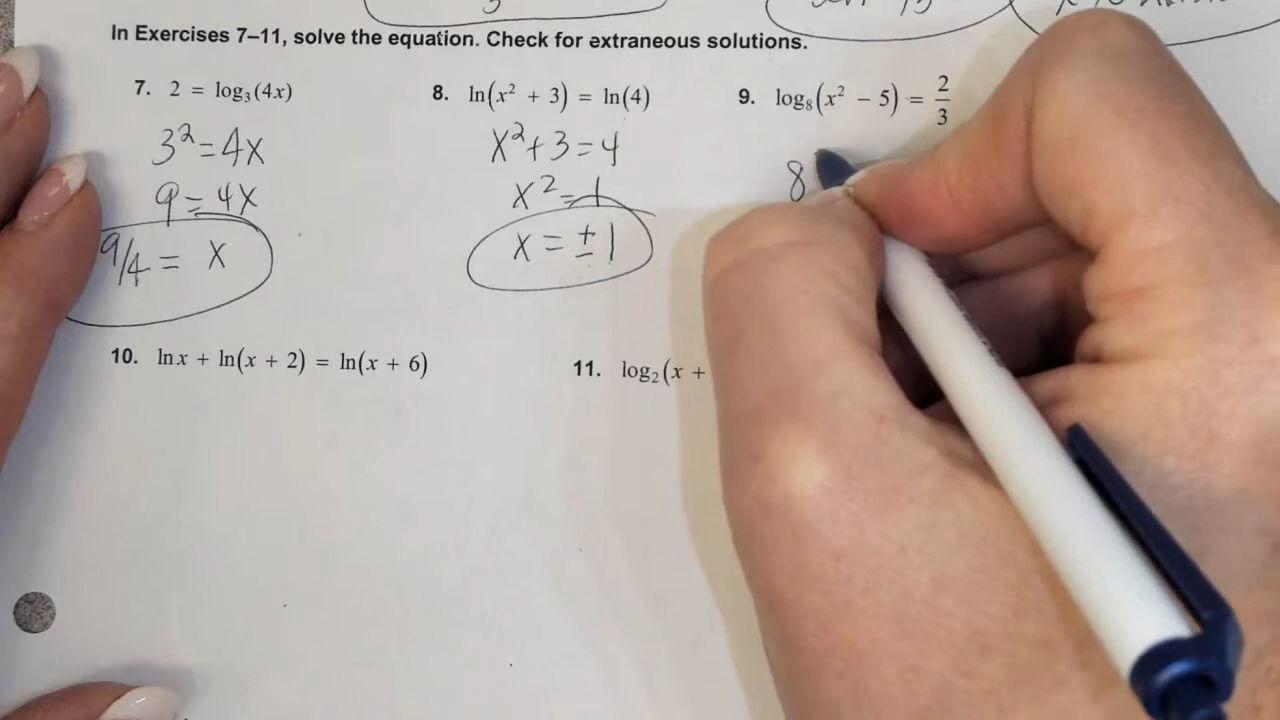 In Exercises 7–11, solve the equation. Check for extraneous solutions.
7. 2 = log₃(4x)
3² = 4x
9 = 4x
9/4 = x
8. ln(x² + 3) = ln(4)
x² + 3 = 4
x² = 1
x = ±1
9. log₈(x² − 5) = 2/3
8
10. ln x + ln(x + 2) = ln(x + 6)
11. log₂(x +